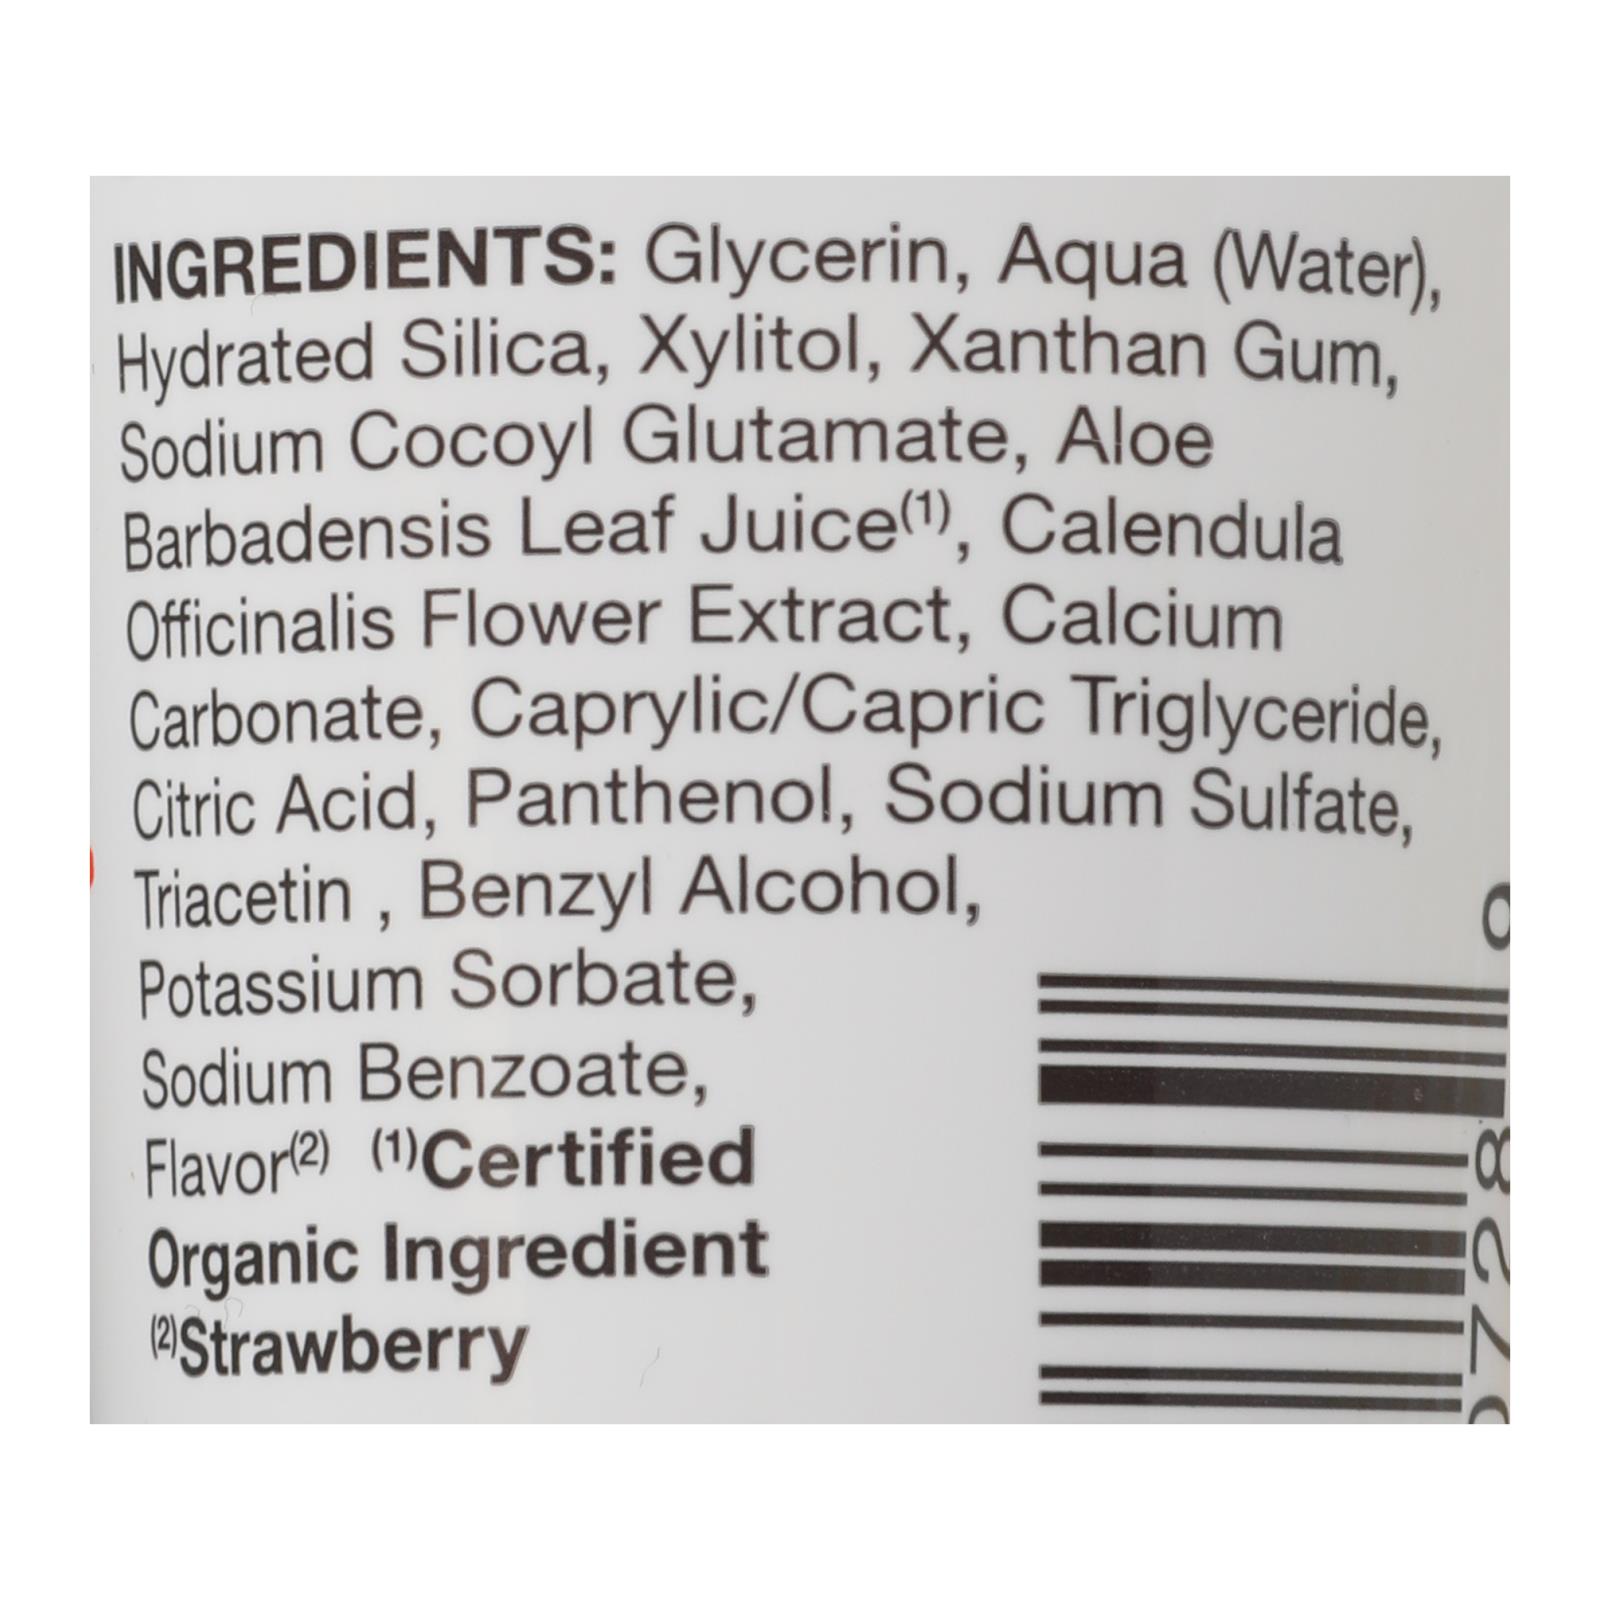 INGREDIENTS: Glycerin, Aqua (Water),
Hydrated Silica, Xylitol, Xanthan Gum,
Sodium Cocoyl Glutamate, Aloe
Barbadensis Leaf Juice(1), Calendula
Officinalis Flower Extract, Calcium
Carbonate, Caprylic/Capric Triglyceride,
Citric Acid, Panthenol, Sodium Sulfate,
Triacetin , Benzyl Alcohol,
Potassium Sorbate,
Sodium Benzoate,
Flavor(2) (1)Certified
Organic Ingredient
(2)Strawberry